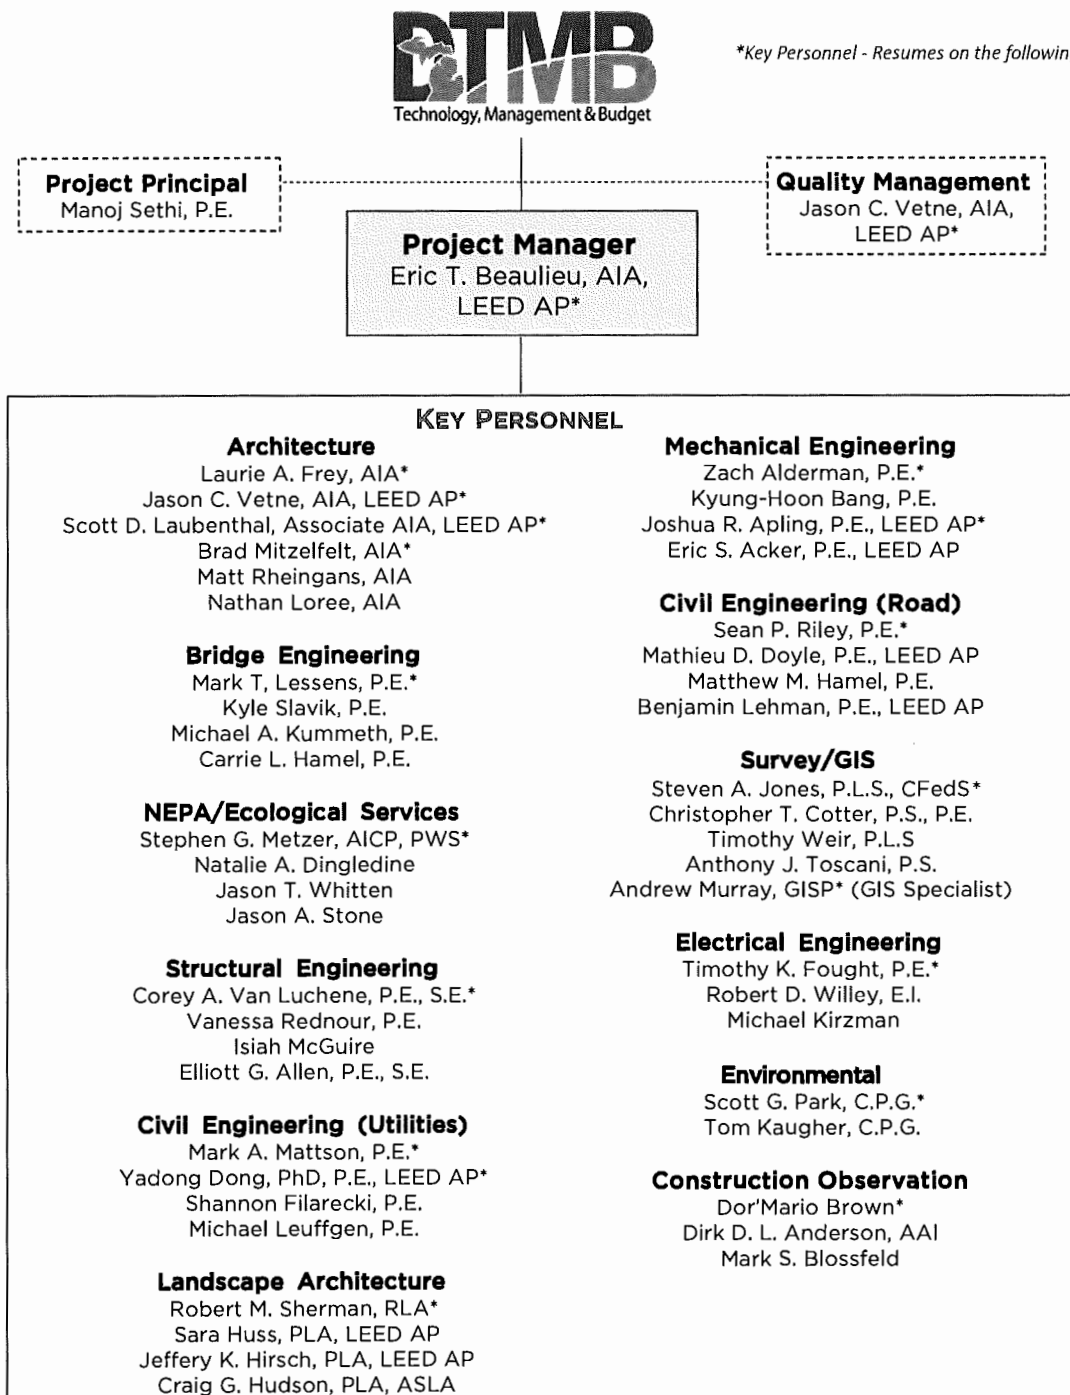 DTMB
Technology, Management & Budget
*Key Personnel - Resumes on the followin
Project Principal
Manoj Sethi, P.E.
Quality Management
Jason C. Vetne, AIA,
LEED AP*
Project Manager
Eric T. Beaulieu, AIA,
LEED AP*
KEY PERSONNEL
Architecture
Laurie A. Frey, AIA*
Jason C. Vetne, AIA, LEED AP*
Scott D. Laubenthal, Associate AIA, LEED AP*
Brad Mitzelfelt, AIA*
Matt Rheingans, AIA
Nathan Loree, AIA
Bridge Engineering
Mark T, Lessens, P.E.*
Kyle Slavik, P.E.
Michael A. Kummeth, P.E.
Carrie L. Hamel, P.E.
NEPA/Ecological Services
Stephen G. Metzer, AICP, PWS*
Natalie A. Dingledine
Jason T. Whitten
Jason A. Stone
Structural Engineering
Corey A. Van Luchene, P.E., S.E.*
Vanessa Rednour, P.E.
Isiah McGuire
Elliott G. Allen, P.E., S.E.
Civil Engineering (Utilities)
Mark A. Mattson, P.E.*
Yadong Dong, PhD, P.E., LEED AP*
Shannon Filarecki, P.E.
Michael Leuffgen, P.E.
Landscape Architecture
Robert M. Sherman, RLA*
Sara Huss, PLA, LEED AP
Jeffery K. Hirsch, PLA, LEED AP
Craig G. Hudson, PLA, ASLA
Mechanical Engineering
Zach Alderman, P.E.*
Kyung-Hoon Bang, P.E.
Joshua R. Apling, P.E., LEED AP*
Eric S. Acker, P.E., LEED AP
Civil Engineering (Road)
Sean P. Riley, P.E.*
Mathieu D. Doyle, P.E., LEED AP
Matthew M. Hamel, P.E.
Benjamin Lehman, P.E., LEED AP
Survey/GIS
Steven A. Jones, P.L.S., CFedS*
Christopher T. Cotter, P.S., P.E.
Timothy Weir, P.L.S
Anthony J. Toscani, P.S.
Andrew Murray, GISP* (GIS Specialist)
Electrical Engineering
Timothy K. Fought, P.E.*
Robert D. Willey, E.I.
Michael Kirzman
Environmental
Scott G. Park, C.P.G.*
Tom Kaugher, C.P.G.
Construction Observation
Dor'Mario Brown*
Dirk D. L. Anderson, AAI
Mark S. Blossfeld